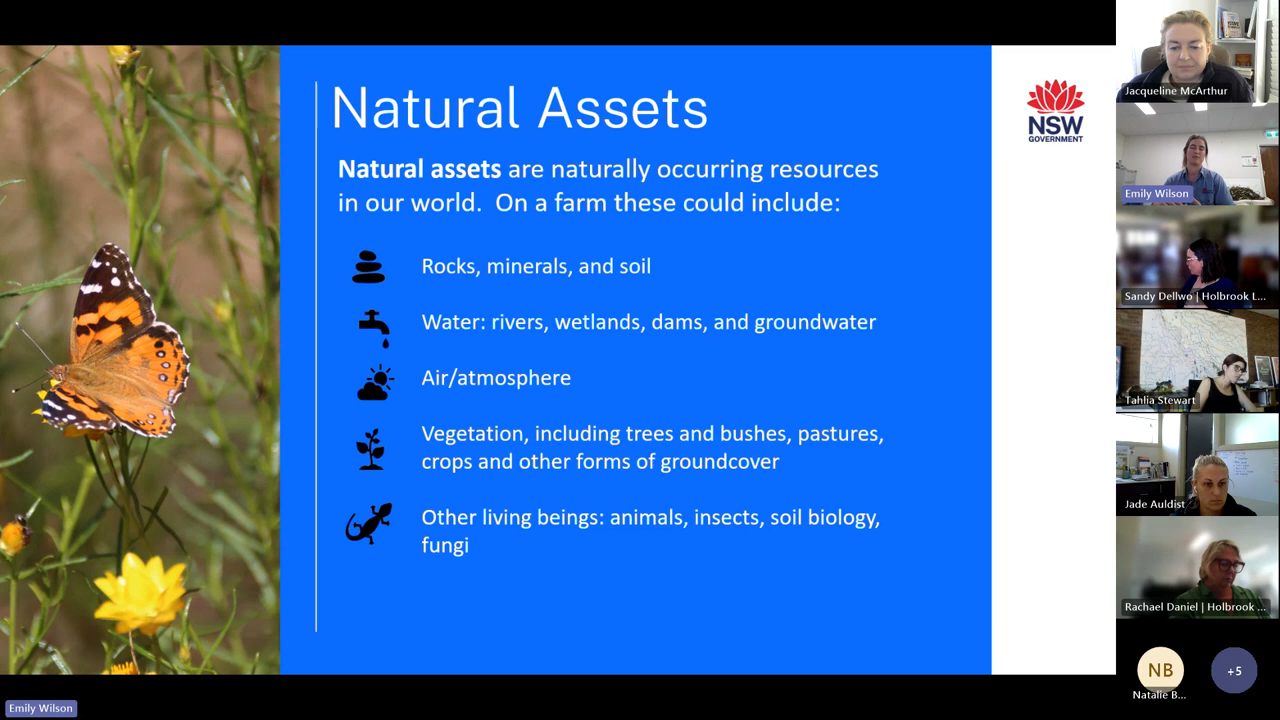 Natural Assets
Natural assets are naturally occurring resources
in our world.  On a farm these could include:
Rocks, minerals, and soil
Water: rivers, wetlands, dams, and groundwater
Air/atmosphere
Vegetation, including trees and bushes, pastures,
crops and other forms of groundcover
Other living beings: animals, insects, soil biology,
fungi
NSW
GOVERNMENT
Jacqueline McArthur
Emily Wilson
Sandy Dellwo | Holbrook L...
Tahlia Stewart
Jade Auldist
Rachael Daniel | Holbrook ...
NB
Natalie B...
+5
Emily Wilson